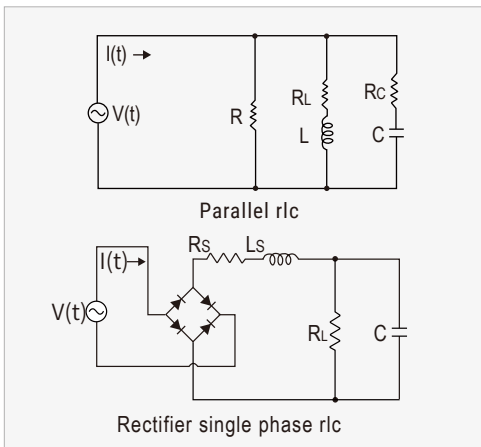 I(t)
V(t)
R
RL
L
RC
C
Parallel rlc
RS LS
I(t)
V(t)
RL
C
Rectifier single phase rlc